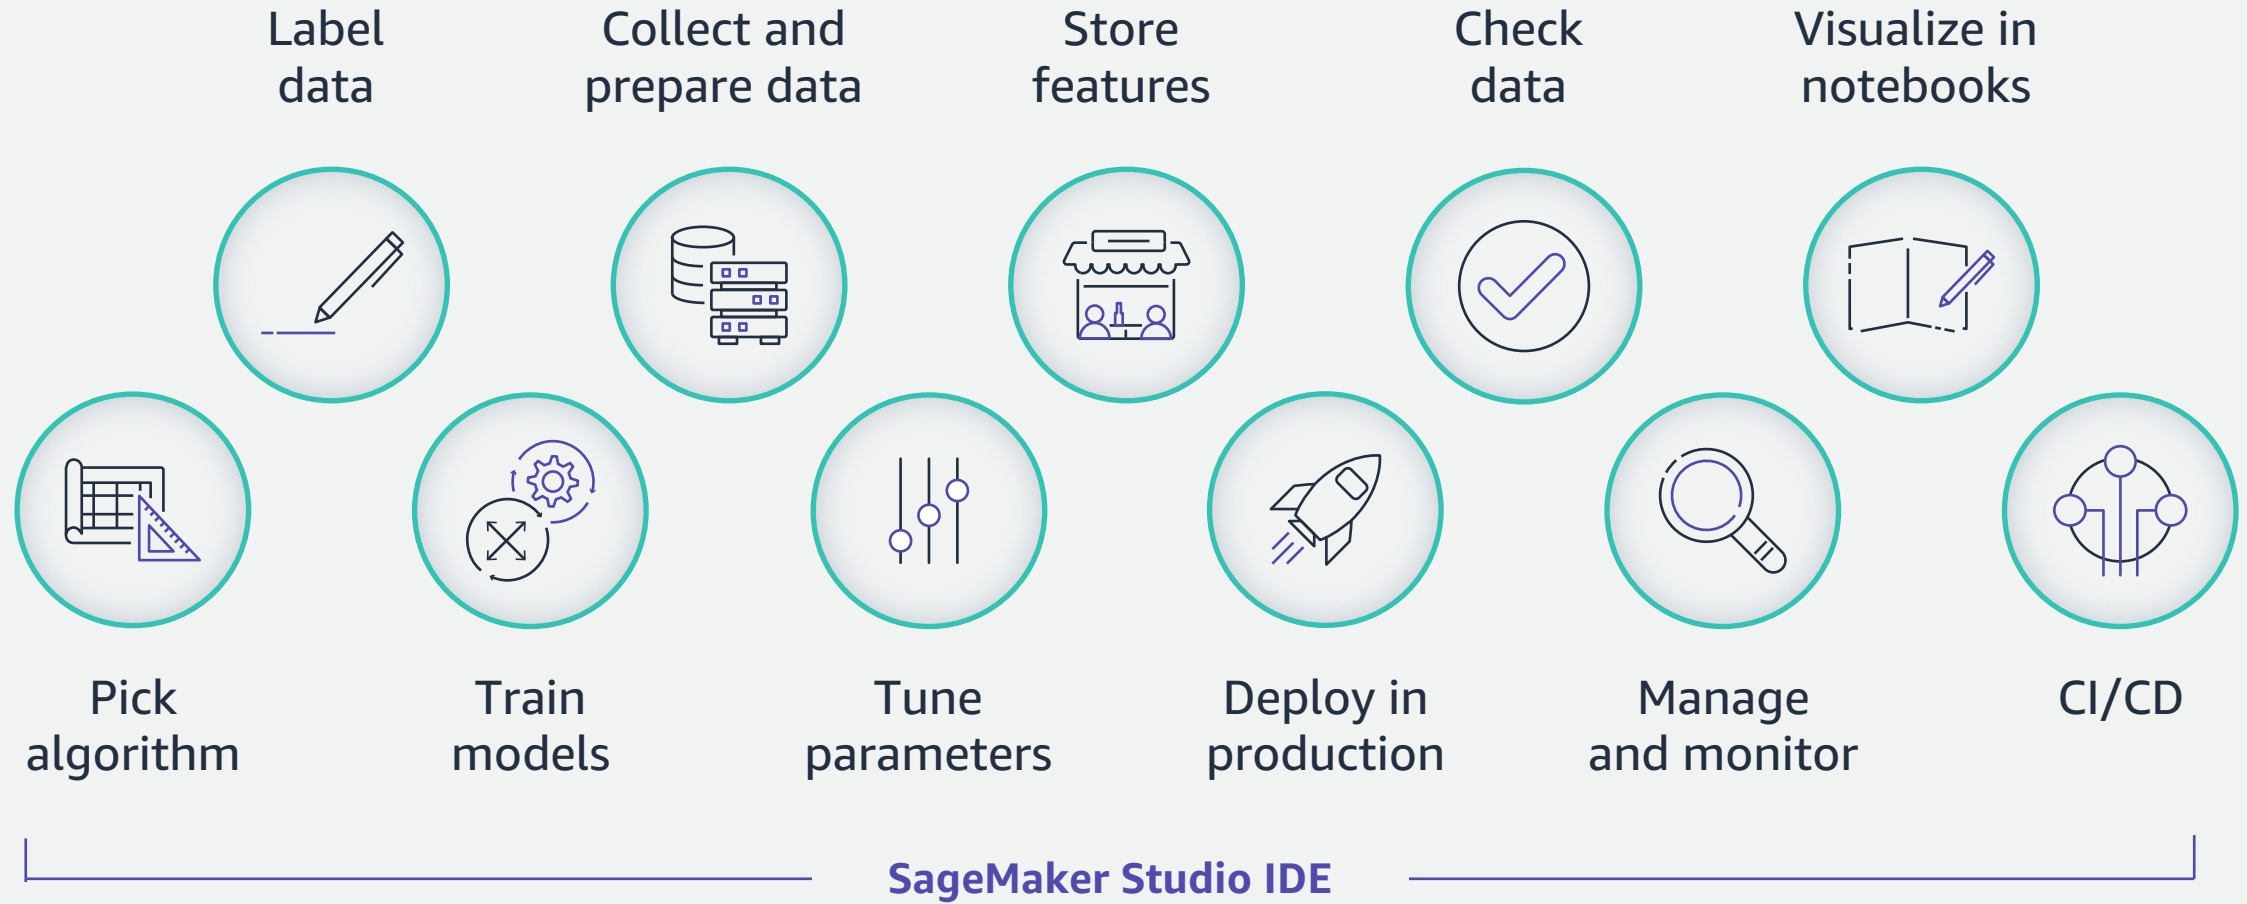 Label
data
Collect and
prepare data
Store
features
Check
data
Visualize in
notebooks
Pick
algorithm
Train
models
Tune
parameters
Deploy in
production
Manage
and monitor
CI/CD
SageMaker Studio IDE